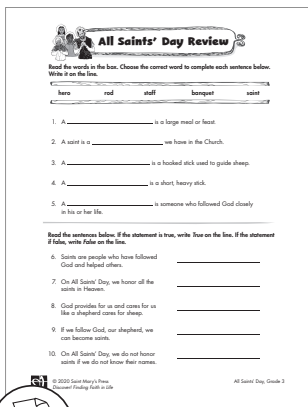 All Saints' Day Review
Read the words in the box. Choose the correct word to complete each sentence below.
Write it on the line.
hero rod staff banquet saint
1. A ____________ is a large meal or feast.
2. A saint is a ____________ we have in the Church.
3. A ____________ is a hooked stick used to guide sheep.
4. A ____________ is a short, heavy stick.
5. A ____________ is someone who followed God closely
in his or her life.
Read the sentences below. If the statement is true, write True on the line. If the statement
if false, write False on the line.
6. Saints are people who have followed
God and helped others.
7. On All Saints' Day, we honor all the
saints in Heaven.
8. God provides for us and cares for us
like a shepherd cares for sheep.
9. If we follow God, our shepherd, we
can become saints.
10. On All Saints' Day, we do not honor
saints if we do not know their names.
© 2020 Saint Mary's Press
Discover! Finding Faith in Life
All Saints' Day, Grade 3